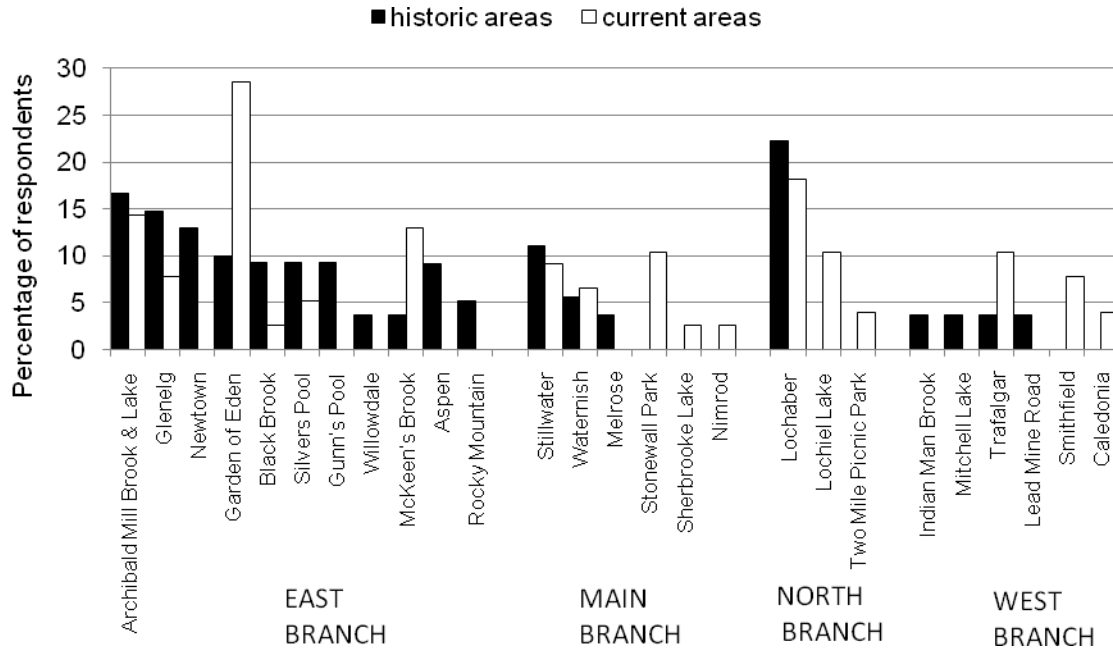 historic areas current areas
Percentage of respondents
30
25
20
15
10
5
0
Archibald Mill Brook & Lake
Glenelg
Newtown
Garden of Eden
Black Brook
Silvers Pool
Gunn's Pool
Willowdale
McKeen's Brook
Aspen
Rocky Mountain
Stillwater
Waternish
Melrose
Stonewall Park
Sherbrooke Lake
Nimrod
Lochaber
Lochiel Lake
Two Mile Picnic Park
Indian Man Brook
Mitchell Lake
Trafalgar
Lead Mine Road
Smithfield
Caledonia
EAST
BRANCH
MAIN
BRANCH
NORTH
BRANCH
WEST
BRANCH